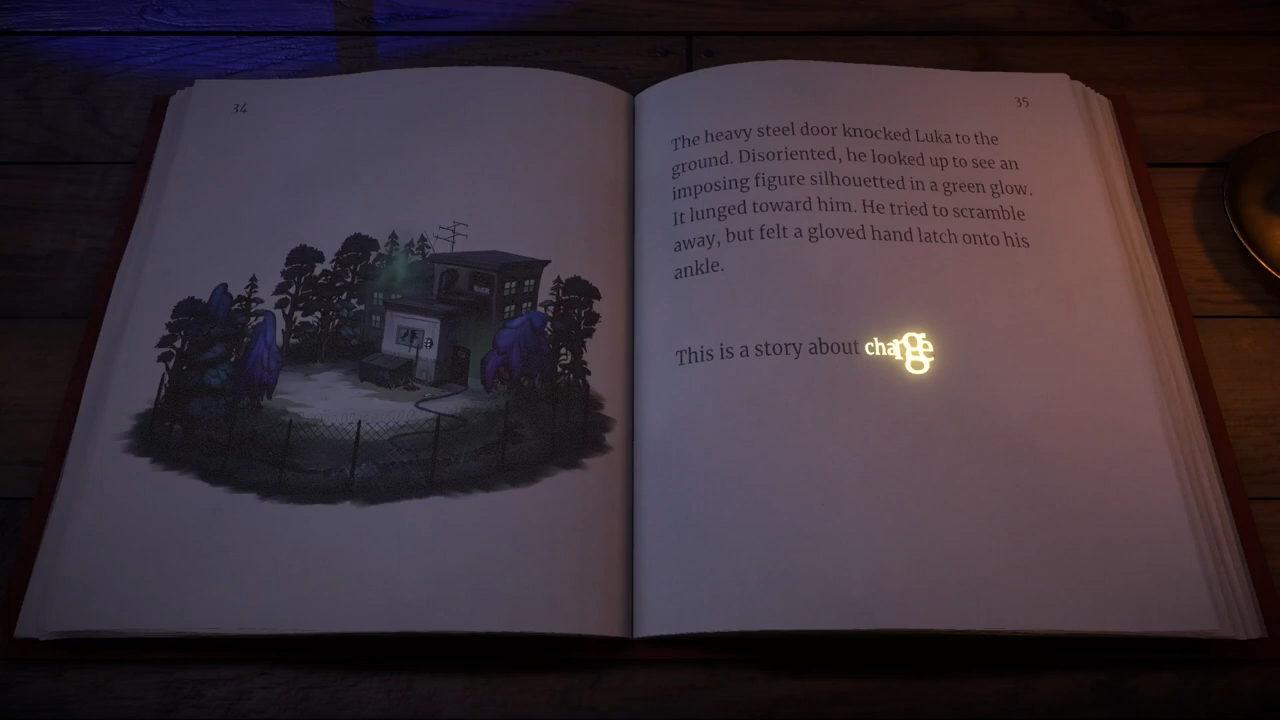 34
35
The heavy steel door knocked Luka to the
ground. Disoriented, he looked up to see an
imposing figure silhouetted in a green glow.
It lunged toward him. He tried to scramble
away, but felt a gloved hand latch onto his
ankle.
This is a story about